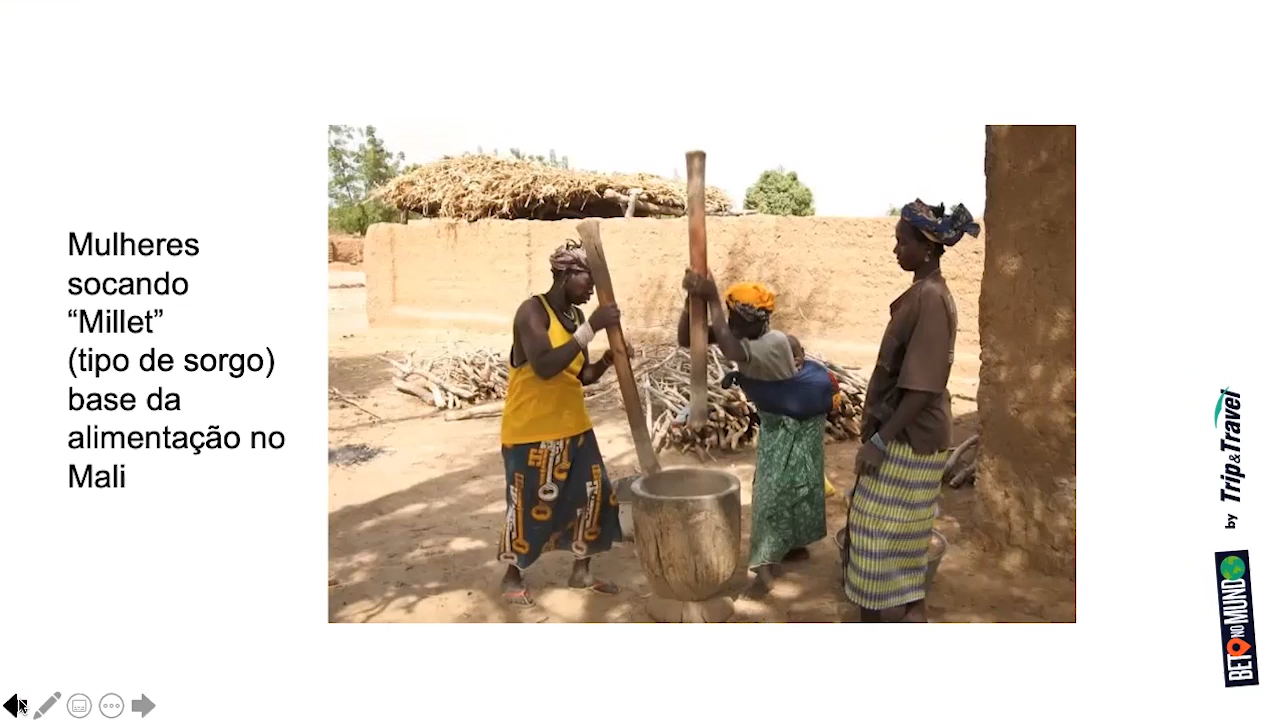 Mulheres
socando
“Millet”
(tipo de sorgo)
base da
alimentação no
Mali
by Trip&Travel
BETO NO MUNDO